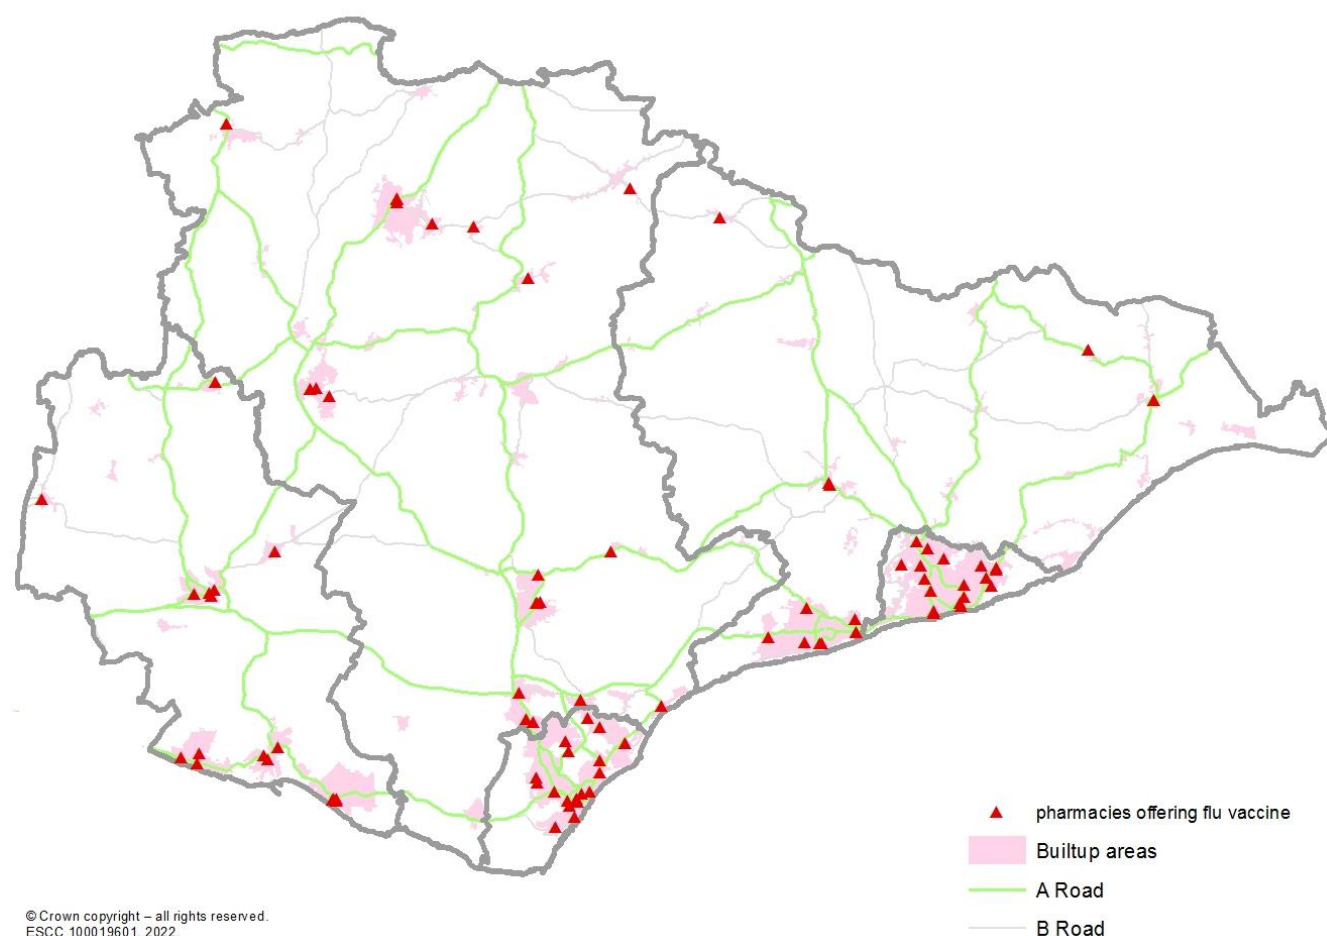 pharmacies offering flu vaccine
Builtup areas
A Road
B Road
© Crown copyright – all rights reserved.
ESCC 100019601, 2022.